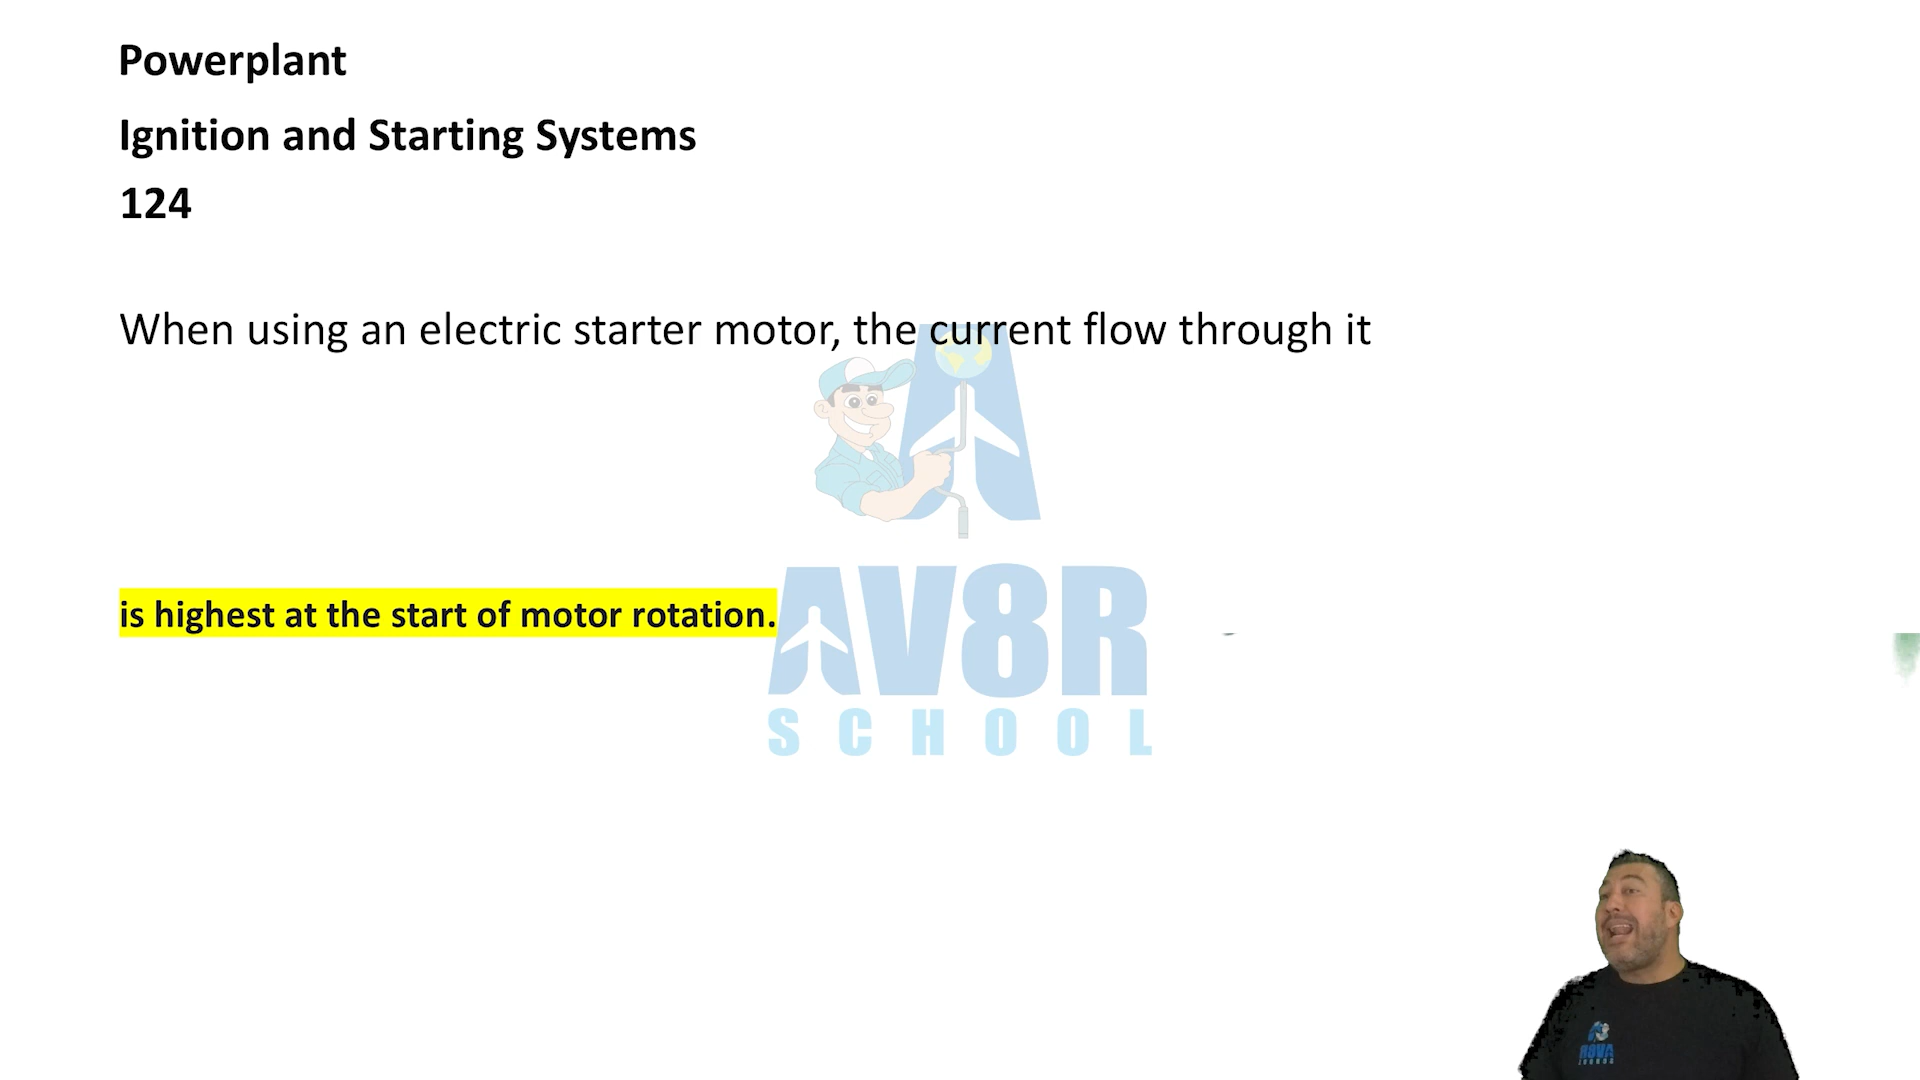 Powerplant
Ignition and Starting Systems
124
When using an electric starter motor, the current flow through it
is highest at the start of motor rotation.
AV8R
SCHOOL